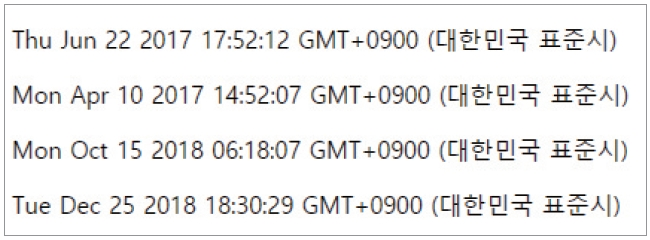 Thu Jun 22 2017 17:52:12 GMT+0900 (대한민국 표준시)
Mon Apr 10 2017 14:52:07 GMT+0900 (대한민국 표준시)
Mon Oct 15 2018 06:18:07 GMT+0900 (대한민국 표준시)
Tue Dec 25 2018 18:30:29 GMT+0900 (대한민국 표준시)